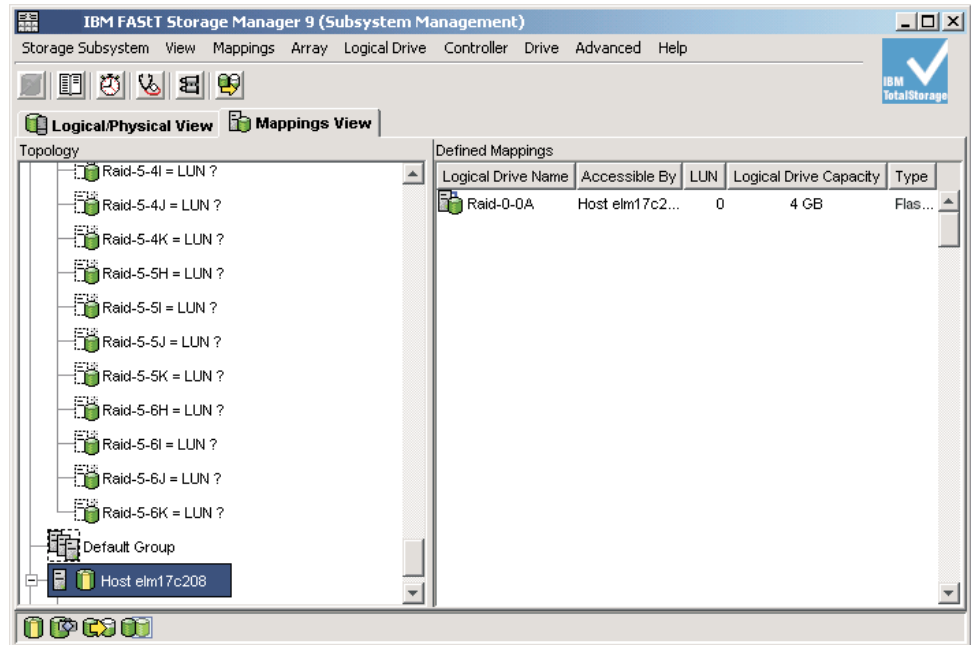 IBM FAStT Storage Manager 9 (Subsystem Management)
Storage Subsystem View Mappings Array Logical Drive Controller Drive Advanced Help
IBM
TotalStorage
Logical/Physical View Mappings View
Topology
Raid-5-4I = LUN ?
Raid-5-4J = LUN ?
Raid-5-4K = LUN ?
Raid-5-5H = LUN ?
Raid-5-5I = LUN ?
Raid-5-5J = LUN ?
Raid-5-5K = LUN ?
Raid-5-6H = LUN ?
Raid-5-6I = LUN ?
Raid-5-6J = LUN ?
Raid-5-6K = LUN ?
Default Group
Host elm17c208
Defined Mappings
Logical Drive Name Accessible By LUN Logical Drive Capacity Type
Raid-0-0A Host elm17c2... 0 4 GB Flas...